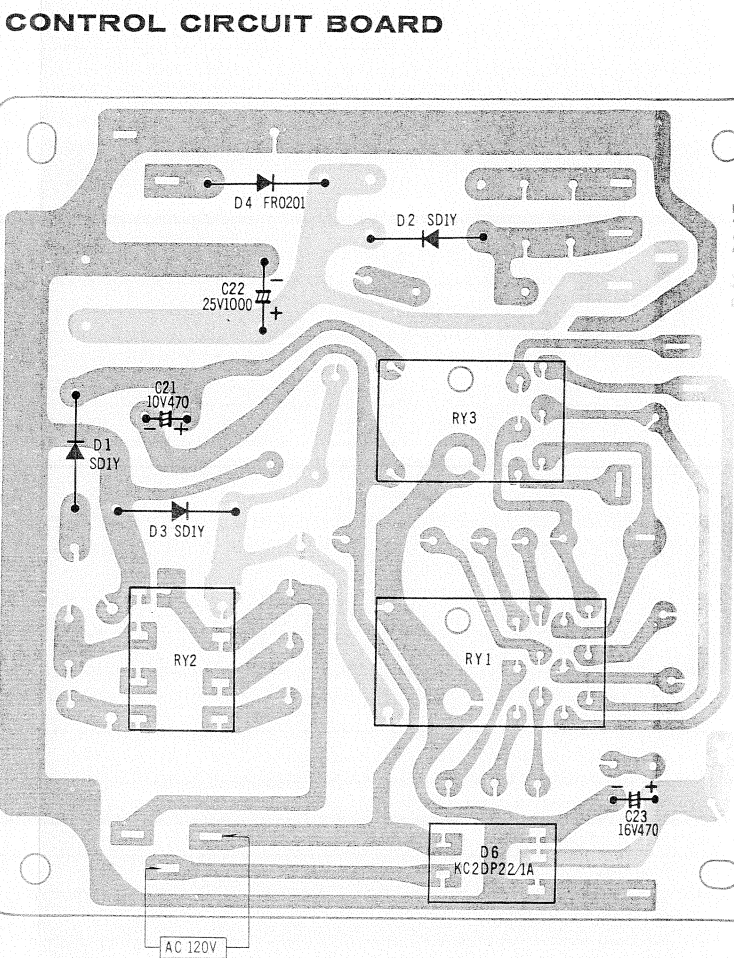 CONTROL CIRCUIT BOARD
D4 FR0201
D2 SD1Y
C22
25V1000
C21
10V470
RY3
D1
SD1Y
D3 SD1Y
RY2
RY1
C23
16V470
D6
KC2DP22/1A
AC 120V